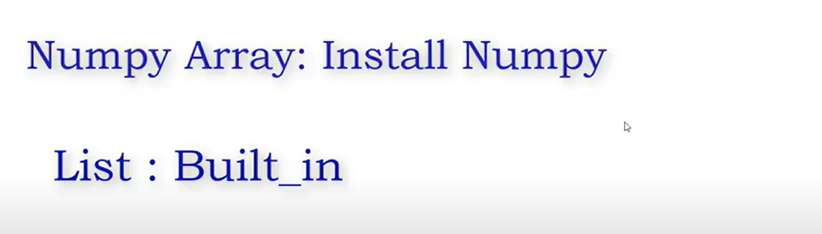 Numpy Array: Install Numpy
List : Built_in